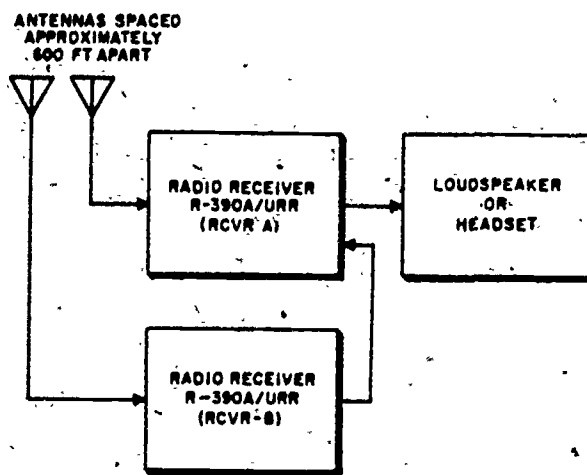 ANTENNAS SPACED
APPROXIMATELY
600 FT APART
RADIO RECEIVER
R-390A/URR
(RCVR A)
LOUDSPEAKER
OR
HEADSET
RADIO RECEIVER
R-390A/URR
(RCVR-B)